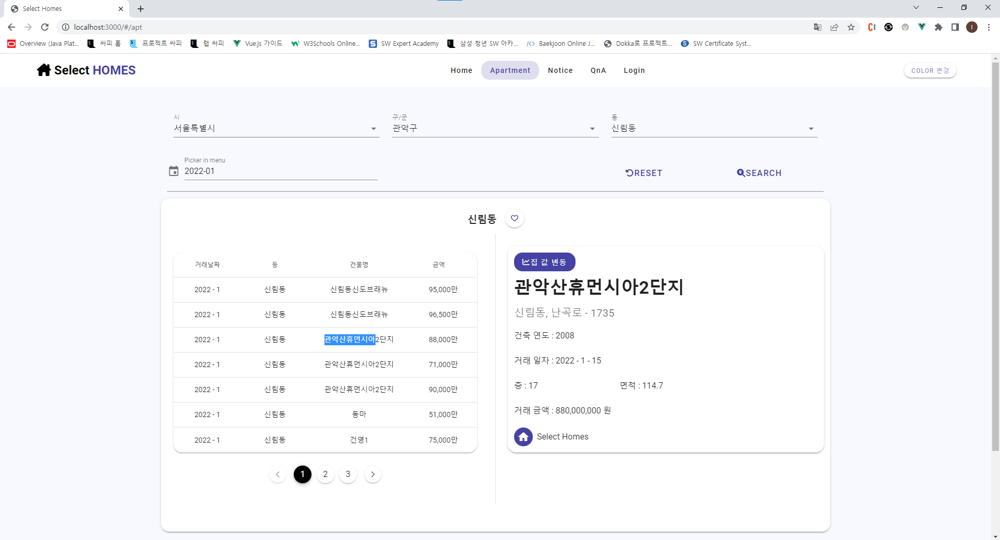 Select Homes
localhost:3000/#/apt
Overview (Java Plat... 싸피 홈 프로젝트 싸피 랩 싸피 Vue.js 가이드 W3Schools Online... SW Expert Academy 삼성 청년 SW 아카... Baekjoon Online J... Dokka로 프로젝트... SW Certificate Syst...
Select HOMES Home Apartment Notice QnA Login COLOR 변경
시 구/군 동
서울특별시 관악구 신림동
Picker in menu
2022-01 RESET SEARCH
신림동
거래날짜 동 건물명 금액
2022 - 1 신림동 신림동신도브래뉴 95,000만
2022 - 1 신림동 신림동신도브래뉴 96,500만
2022 - 1 신림동 관악산휴먼시아2단지 88,000만
2022 - 1 신림동 관악산휴먼시아2단지 71,000만
2022 - 1 신림동 관악산휴먼시아2단지 90,000만
2022 - 1 신림동 동마 51,000만
2022 - 1 신림동 건영1 75,000만
1 2 3
집 값 변동
관악산휴먼시아2단지
신림동, 난곡로 - 1735
건축 연도 : 2008
거래 일자 : 2022 - 1 - 15
층 : 17 면적 : 114.7
거래 금액 : 880,000,000 원
Select Homes